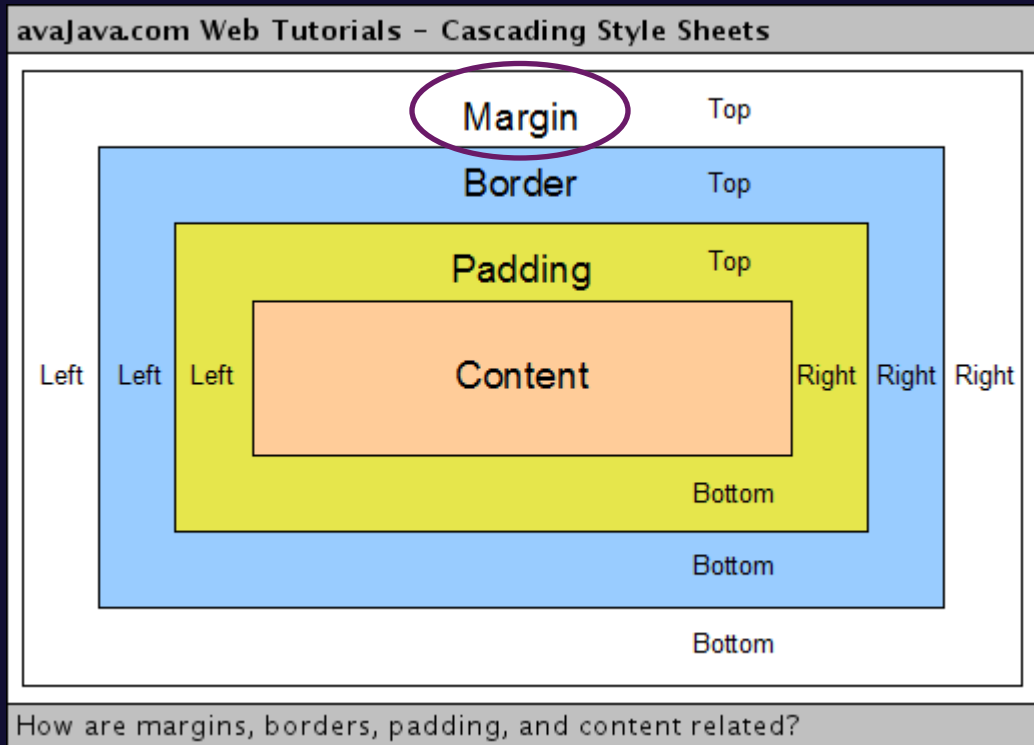 avaJava.com Web Tutorials - Cascading Style Sheets
Margin Top
Border Top
Padding Top
Left Left Left Content Right Right Right
Bottom
Bottom
Bottom
How are margins, borders, padding, and content related?